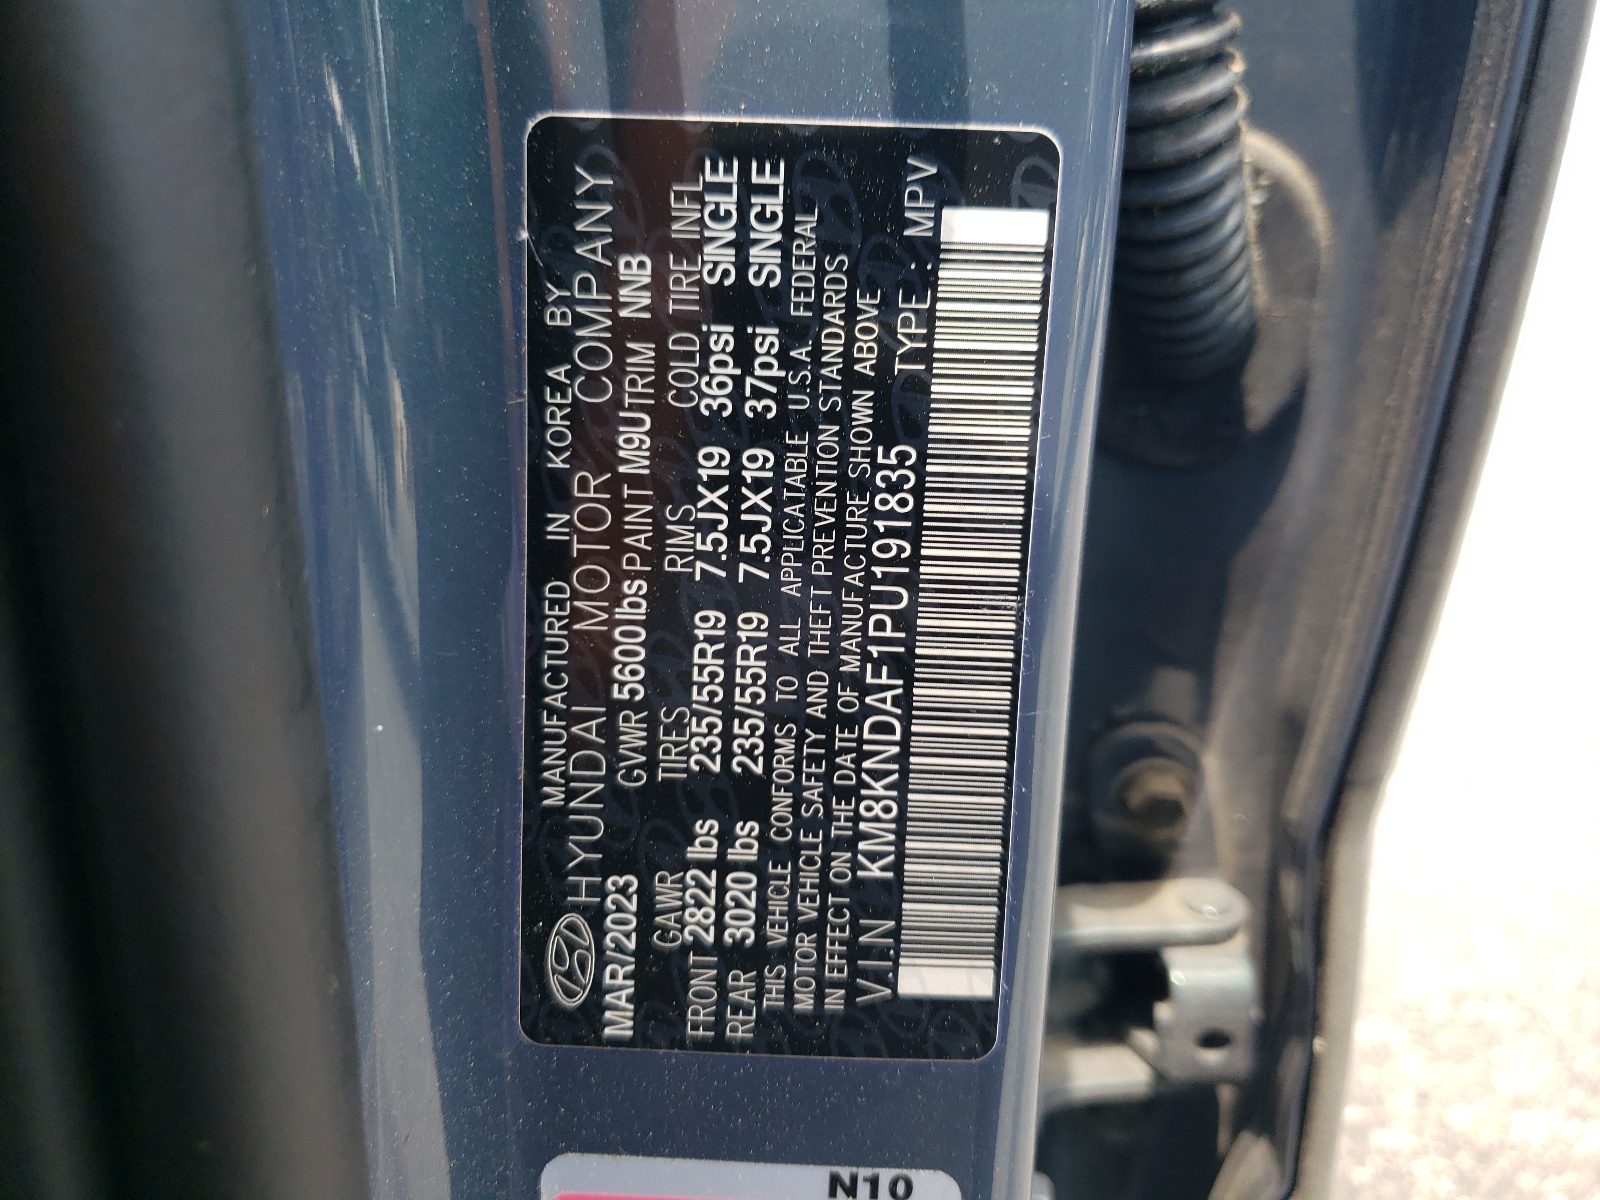 MANUFACTURED IN KOREA BY
HYUNDAI MOTOR COMPANY
MAR/2023 GVWR 5600lbs PAINT M9U TRIM NNB
GAWR TIRES RIMS COLD TIRE INFL
FRONT 2822 lbs 235/55R19 7.5JX19 36psi SINGLE
REAR 3020 lbs 235/55R19 7.5JX19 37psi SINGLE
THIS VEHICLE CONFORMS TO ALL APPLICATABLE U.S.A. FEDERAL
MOTOR VEHICLE SAFETY AND THEFT PREVENTION STANDARDS
IN EFFECT ON THE DATE OF MANUFACTURE SHOWN ABOVE
V.I.N KM8KNDAF1PU191835 TYPE : MPV
N10